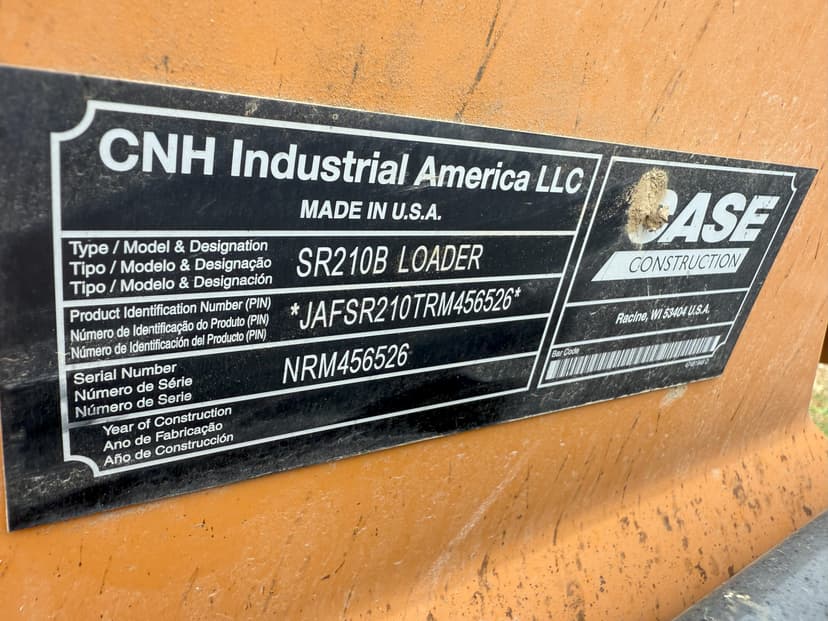 CNH Industrial America LLC
MADE IN U.S.A.
Type / Model & Designation
Tipo / Modelo & Designação
Tipo / Modelo & Designación
SR210B LOADER
Product Identification Number (PIN)
Número de Identificação do Produto (PIN)
Número de Identificación del Producto (PIN)
*JAFSR210TRM456526*
Serial Number
Número de Série
Número de Serie
NRM456526
Year of Construction
Ano de Fabricação
Año de Construcción
CASE
CONSTRUCTION
Racine, WI 53404 U.S.A.
Bar Code